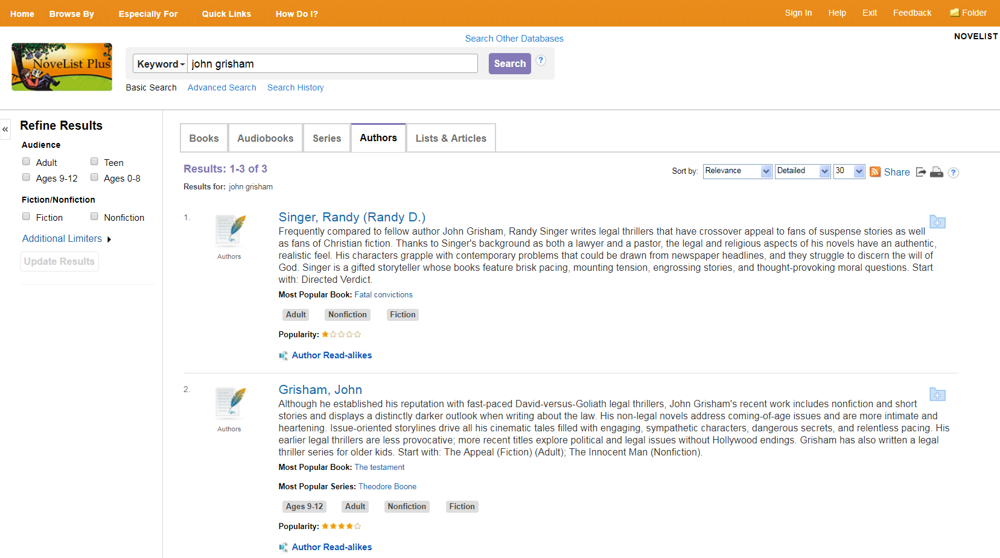 Home Browse By Especially For Quick Links How Do I? Sign In Help Exit Feedback Folder
Search Other Databases
NOVELIST
NoveList Plus
Keyword john grisham Search ?
Basic Search Advanced Search Search History
«
Refine Results
Audience
Adult Teen
Ages 9-12 Ages 0-8
Fiction/Nonfiction
Fiction Nonfiction
Additional Limiters
Update Results
Books Audiobooks Series Authors Lists & Articles
Results: 1-3 of 3
Sort by: Relevance Detailed 30 Share ?
Results for: john grisham
1.
Authors
Singer, Randy (Randy D.)
Frequently compared to fellow author John Grisham, Randy Singer writes legal thrillers that have crossover appeal to fans of suspense stories as well
as fans of Christian fiction. Thanks to Singer's background as both a lawyer and a pastor, the legal and religious aspects of his novels have an authentic,
realistic feel. His characters grapple with contemporary problems that could be drawn from newspaper headlines, and they struggle to discern the will of
God. Singer is a gifted storyteller whose books feature brisk pacing, mounting tension, engrossing stories, and thought-provoking moral questions. Start
with: Directed Verdict.
Most Popular Book: Fatal convictions
Adult Nonfiction Fiction
Popularity:
Author Read-alikes
2.
Authors
Grisham, John
Although he established his reputation with fast-paced David-versus-Goliath legal thrillers, John Grisham's recent work includes nonfiction and short
stories and displays a distinctly darker outlook when writing about the law. His non-legal novels address coming-of-age issues and are more intimate and
heartening. Issue-oriented storylines drive all his cinematic tales filled with engaging, sympathetic characters, dangerous secrets, and relentless pacing. His
earlier legal thrillers are less provocative; more recent titles explore political and legal issues without Hollywood endings. Grisham has also written a legal
thriller series for older kids. Start with: The Appeal (Fiction) (Adult); The Innocent Man (Nonfiction).
Most Popular Book: The testament
Most Popular Series: Theodore Boone
Ages 9-12 Adult Nonfiction Fiction
Popularity:
Author Read-alikes